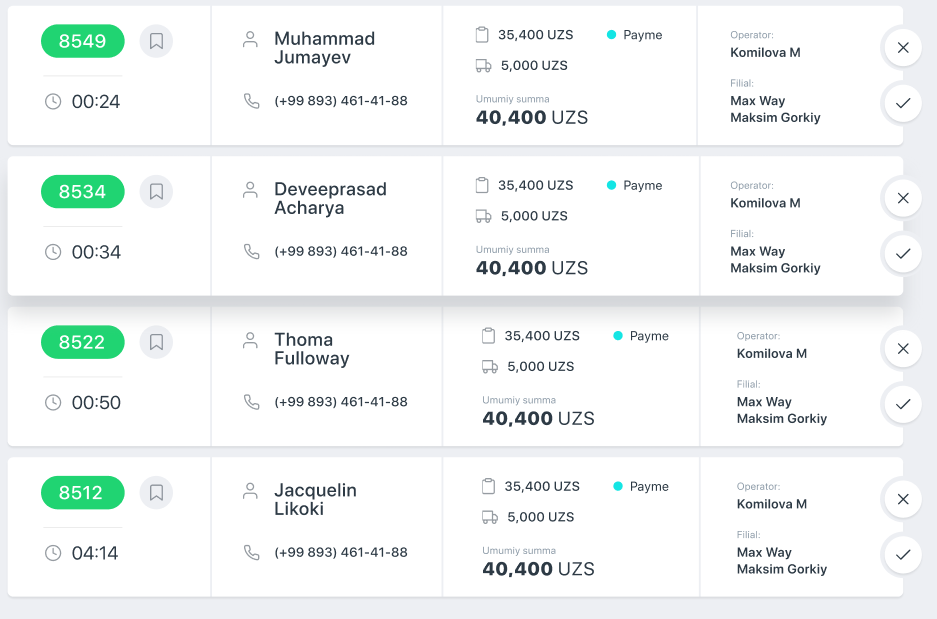 8549
00:24
Muhammad
Jumayev
(+99 893) 461-41-88
35,400 UZS
Payme
5,000 UZS
Umumiy summa
40,400 UZS
Operator:
Komilova M
Filial:
Max Way
Maksim Gorkiy
8534
00:34
Deveeprasad
Acharya
(+99 893) 461-41-88
35,400 UZS
Payme
5,000 UZS
Umumiy summa
40,400 UZS
Operator:
Komilova M
Filial:
Max Way
Maksim Gorkiy
8522
00:50
Thoma
Fulloway
(+99 893) 461-41-88
35,400 UZS
Payme
5,000 UZS
Umumiy summa
40,400 UZS
Operator:
Komilova M
Filial:
Max Way
Maksim Gorkiy
8512
04:14
Jacquelin
Likoki
(+99 893) 461-41-88
35,400 UZS
Payme
5,000 UZS
Umumiy summa
40,400 UZS
Operator:
Komilova M
Filial:
Max Way
Maksim Gorkiy